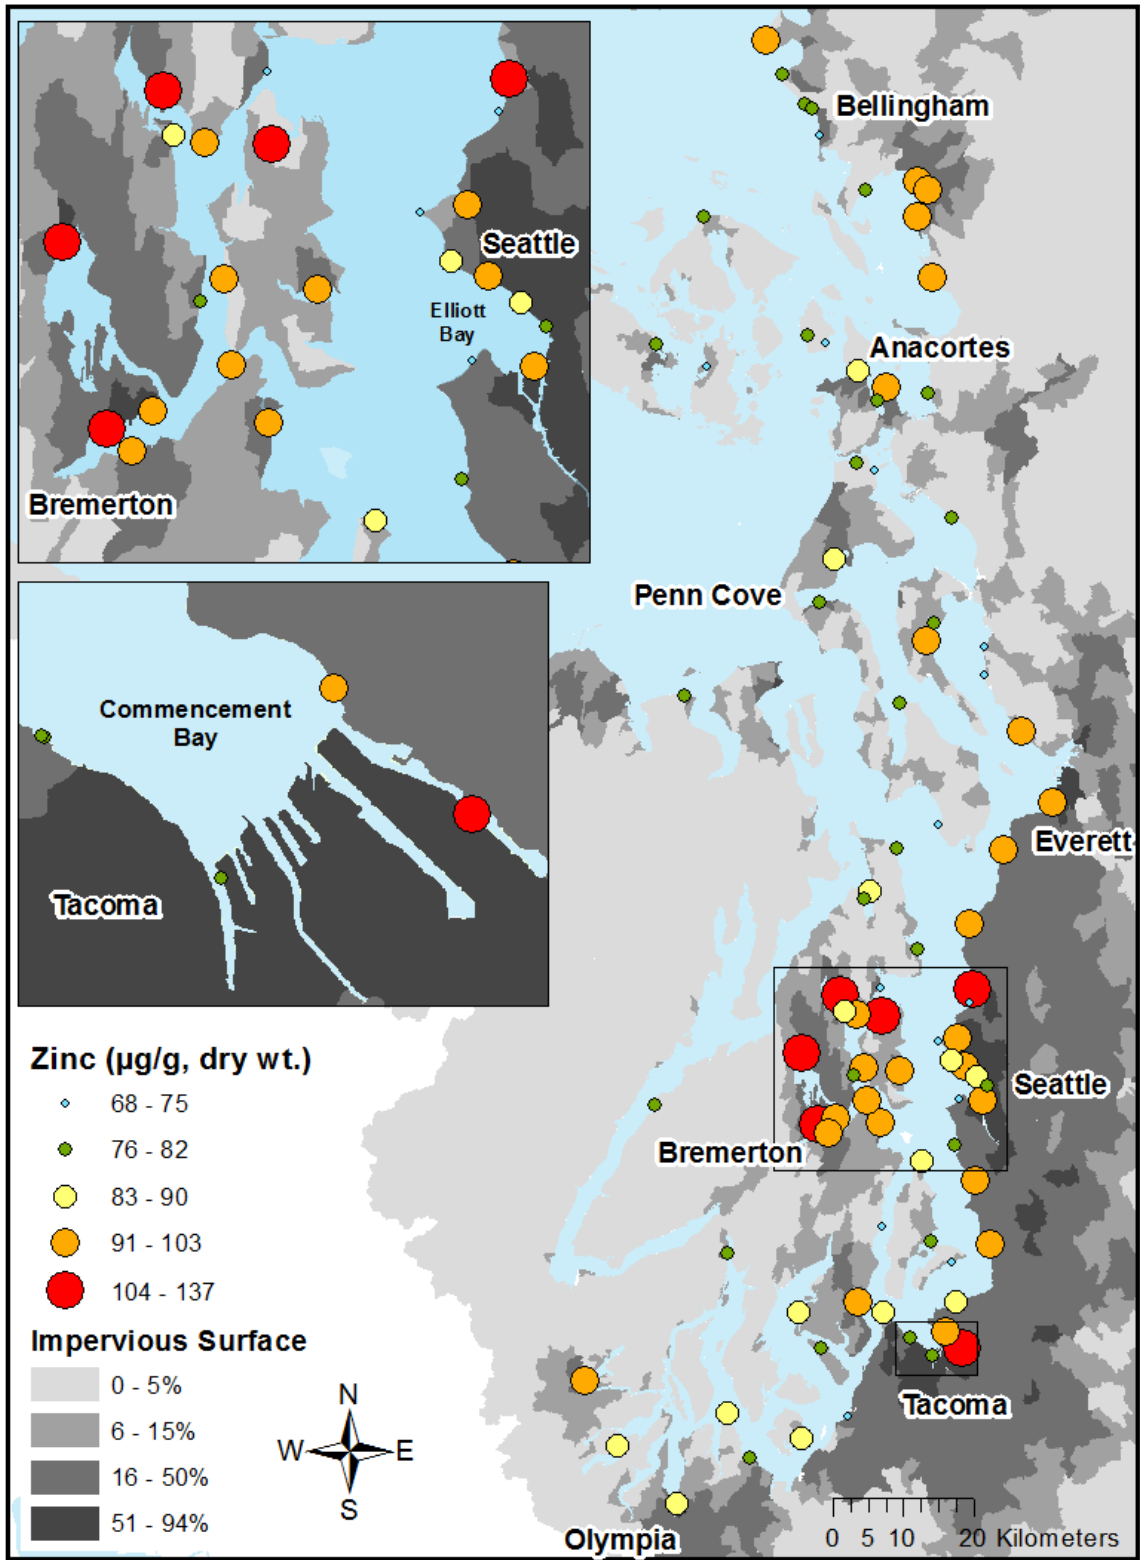 Bellingham
Seattle
Elliott
Bay
Bremerton
Anacortes
Penn Cove
Commencement
Bay
Tacoma
Everett
Zinc (µg/g, dry wt.)
68 - 75
76 - 82
83 - 90
91 - 103
104 - 137
Seattle
Bremerton
Impervious Surface
0 - 5%
6 - 15%
16 - 50%
51 - 94%
N
W
E
S
Tacoma
Olympia
0 5 10 20 Kilometers